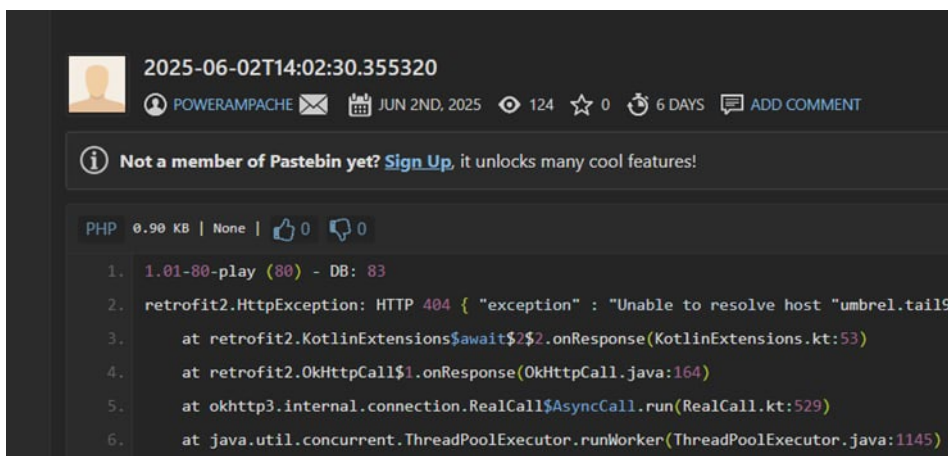 2025-06-02T14:02:30.355320
POWERAMPACHE JUN 2ND, 2025 124 0 6 DAYS ADD COMMENT
Not a member of Pastebin yet? Sign Up, it unlocks many cool features!
PHP 0.90 KB | None | 0 0
1. 1.01-80-play (80) - DB: 83
2. retrofit2.HttpException: HTTP 404 { "exception" : "Unable to resolve host "umbrel.tail9
3. at retrofit2.KotlinExtensions$await$2$2.onResponse(KotlinExtensions.kt:53)
4. at retrofit2.OkHttpCall$1.onResponse(OkHttpCall.java:164)
5. at okhttp3.internal.connection.RealCall$AsyncCall.run(RealCall.kt:529)
6. at java.util.concurrent.ThreadPoolExecutor.runWorker(ThreadPoolExecutor.java:1145)